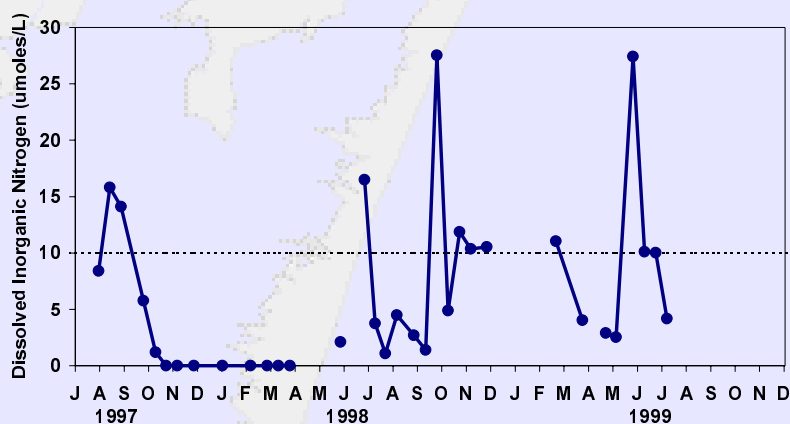 Dissolved Inorganic Nitrogen (umoles/L)
30
25
20
15
10
5
0
J A S O N D J F M A M J J A S O N D J F M A M J J A S O N D
1997 1998 1999